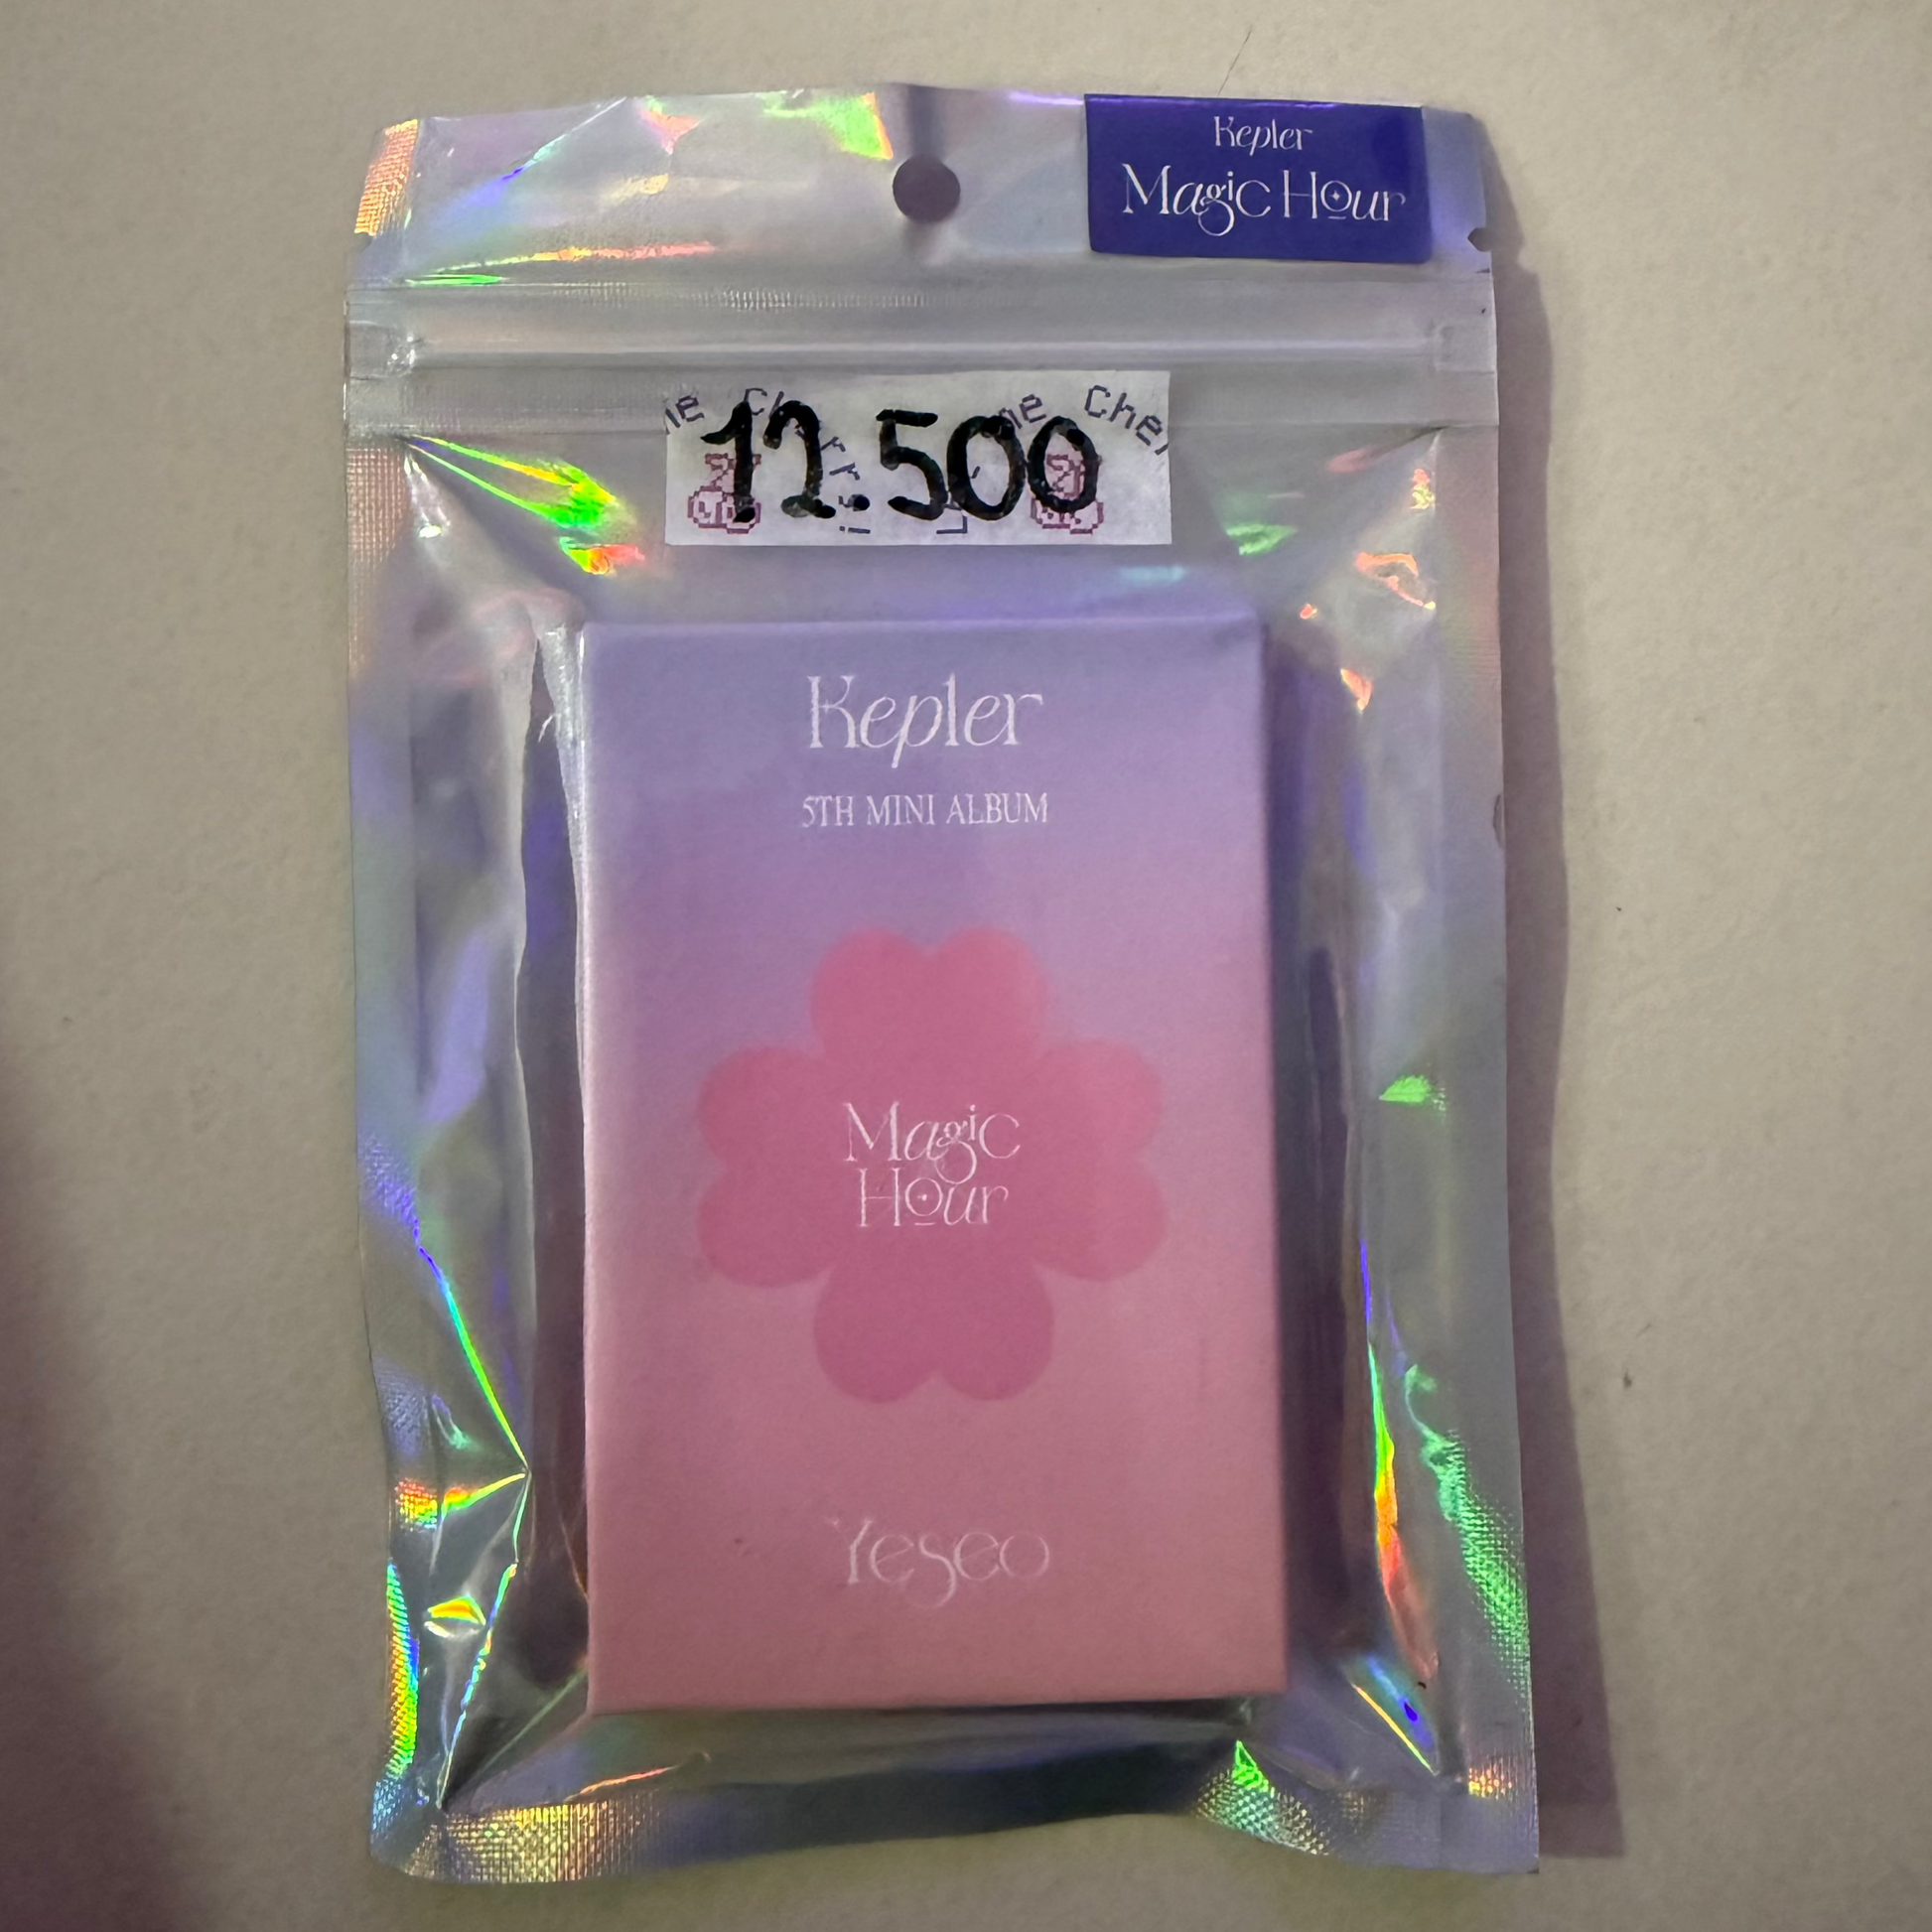 Kepler
Magic Hour
12.500
Kepler
5TH MINI ALBUM
Magic
Hour
Yeseo